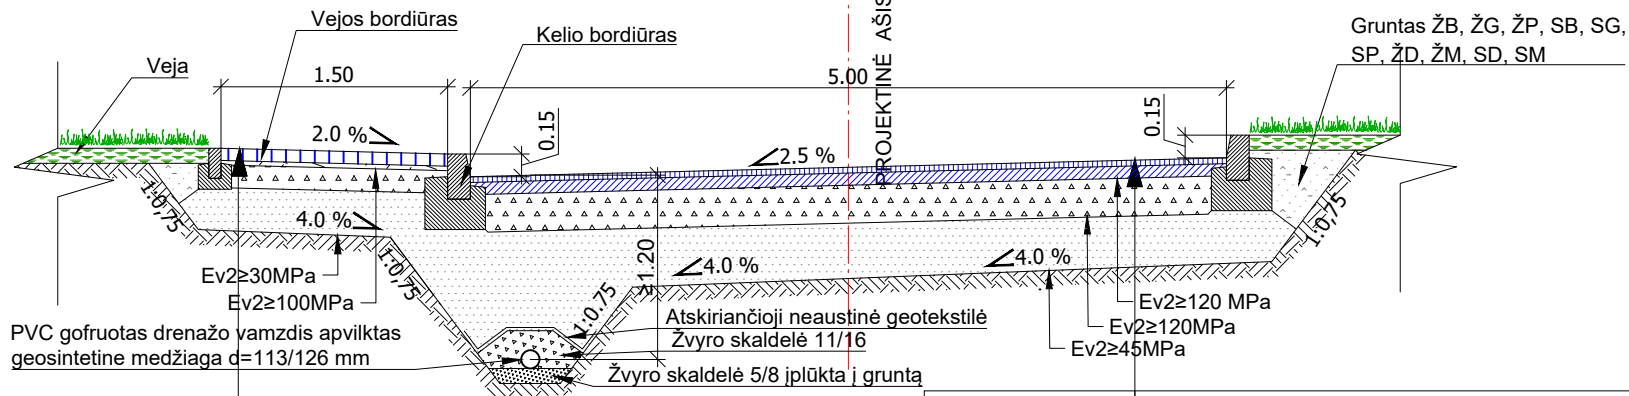 Vejos bordiūras
Kelio bordiūras
PROJEKTINĖ AŠIS
Gruntas ŽB, ŽG, ŽP, SB, SG,
SP, ŽD, ŽM, SD, SM
Veja
1.50
5.00
0.15
0.15
2.0 %
2.5 %
1:0,75
4.0 %
1:0,75
≥1.20
4.0 %
4.0 %
1:0,75
1:0.75
Ev2≥30MPa
Ev2≥100MPa
Ev2≥120 MPa
Ev2≥120MPa
Ev2≥45MPa
PVC gofruotas drenažo vamzdis apvilktas
geosintetine medžiaga d=113/126 mm
Atskiriančioji neaustinė geotekstilė
Žvyro skaldelė 11/16
Žvyro skaldelė 5/8 įplūkta į gruntą